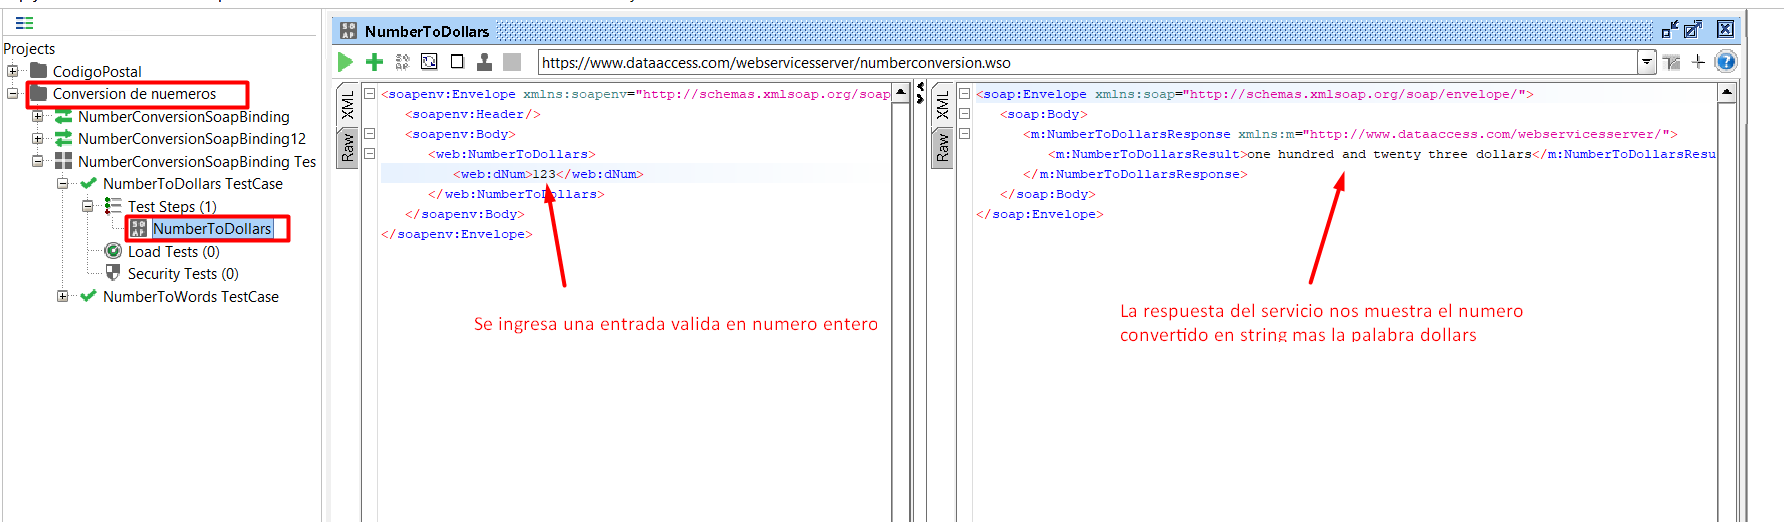 Projects
CodigoPostal
Conversion de nuemeros
NumberConversionSoapBinding
NumberConversionSoapBinding12
NumberConversionSoapBinding Tes
NumberToDollars TestCase
Test Steps (1)
NumberToDollars
Load Tests (0)
Security Tests (0)
NumberToWords TestCase
NumberToDollars
https://www.dataaccess.com/webservicesserver/numberconversion.wso
XML
Raw
<soapenv:Envelope xmlns:soapenv="http://schemas.xmlsoap.org/soap
<soapenv:Header/>
<soapenv:Body>
<web:NumberToDollars>
<web:dNum>123</web:dNum>
</web:NumberToDollars>
</soapenv:Body>
</soapenv:Envelope>
Se ingresa una entrada valida en numero entero
XML
Raw
<soap:Envelope xmlns:soap="http://schemas.xmlsoap.org/soap/envelope/">
<soap:Body>
<m:NumberToDollarsResponse xmlns:m="http://www.dataaccess.com/webservicesserver/">
<m:NumberToDollarsResult>one hundred and twenty three dollars</m:NumberToDollarsResu
</m:NumberToDollarsResponse>
</soap:Body>
</soap:Envelope>
La respuesta del servicio nos muestra el numero
convertido en string mas la palabra dollars